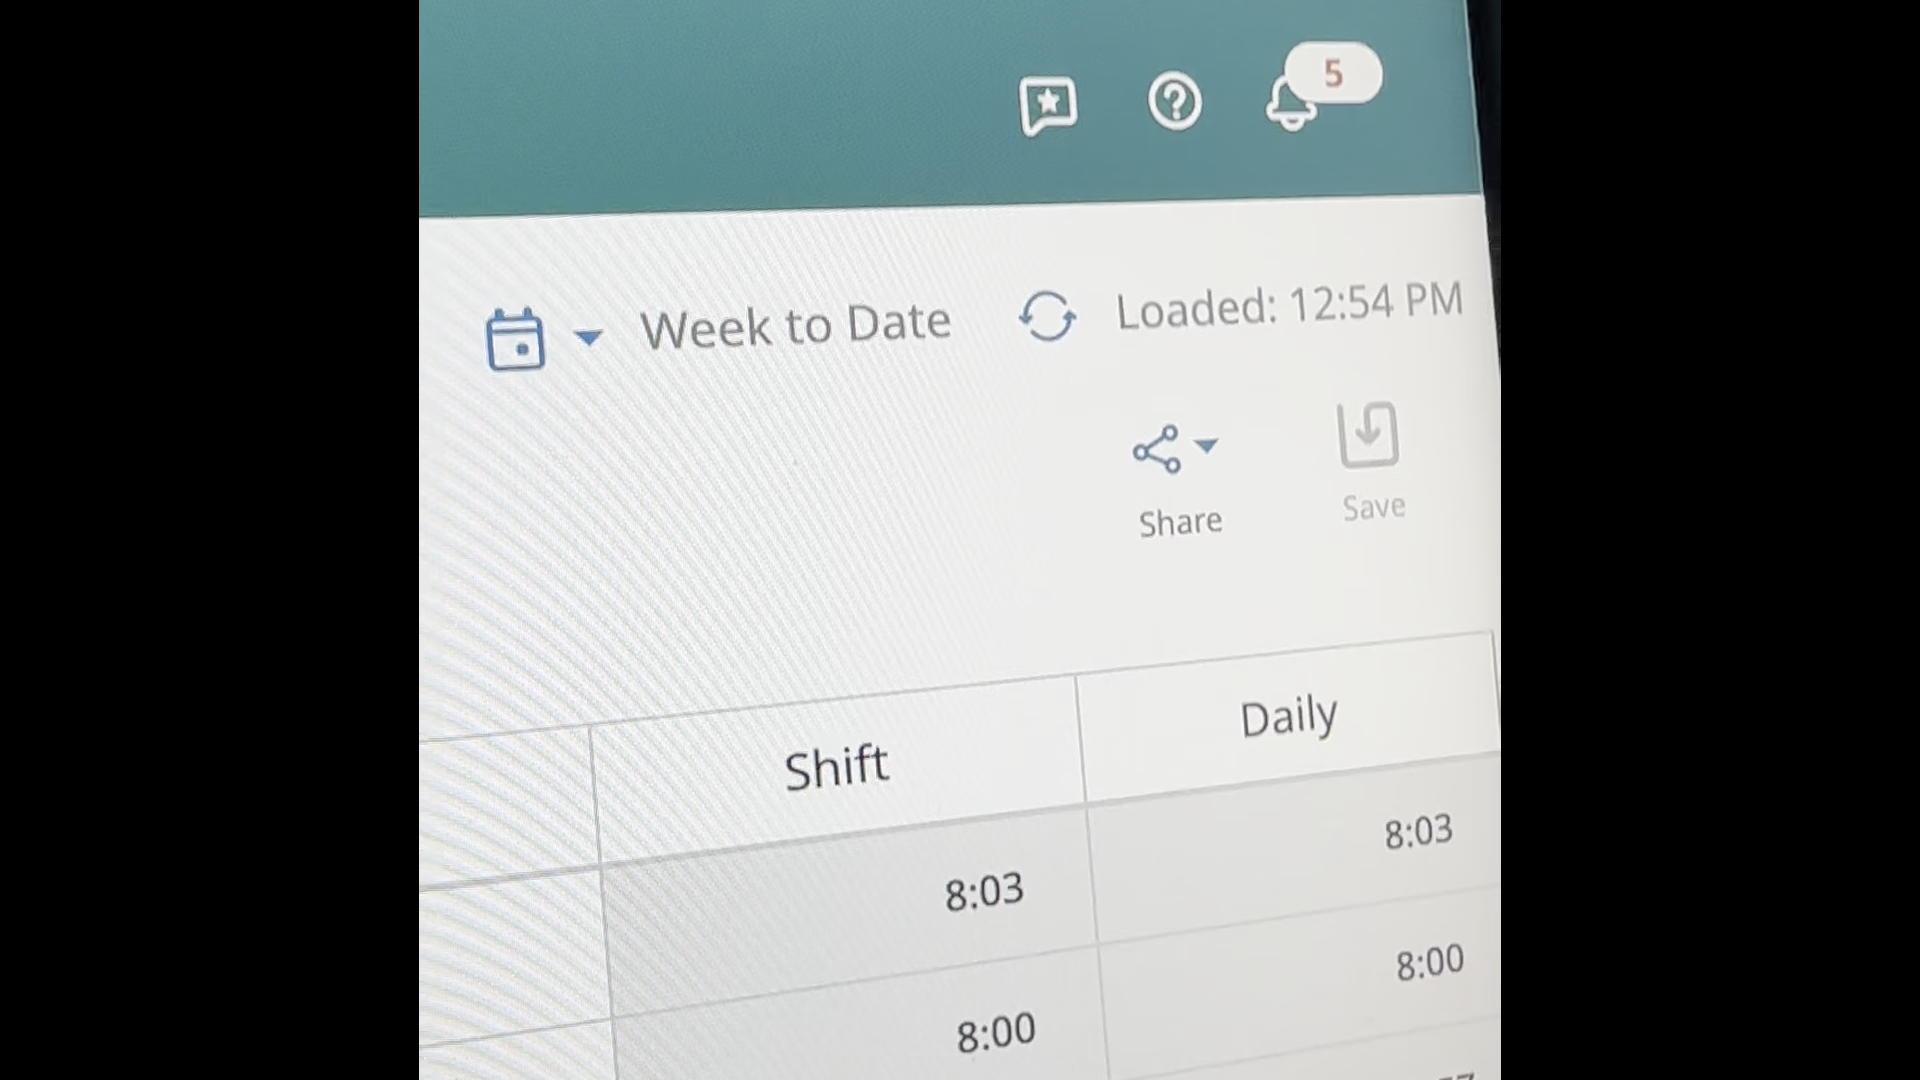 5
Week to Date Loaded: 12:54 PM
Share Save
Shift Daily
8:03 8:03
8:00 8:00